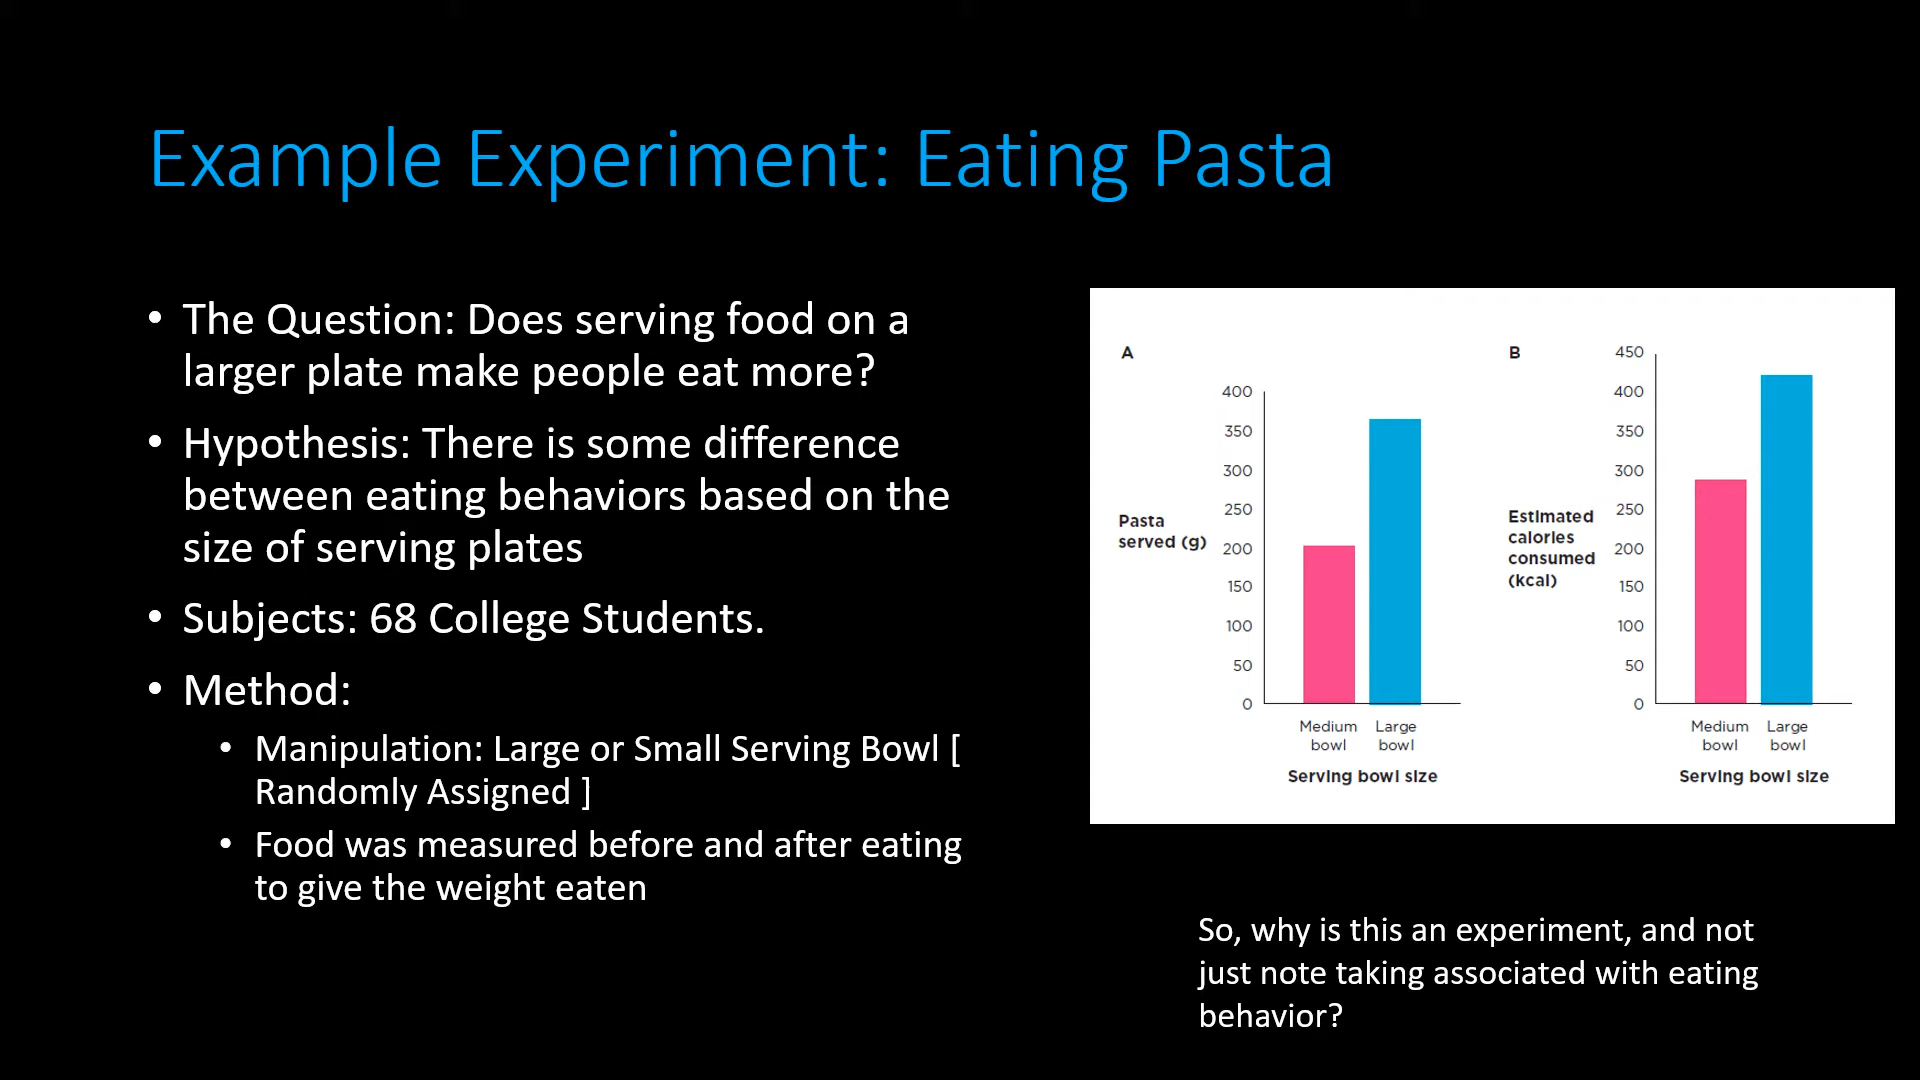 Example Experiment: Eating Pasta
• The Question: Does serving food on a
larger plate make people eat more?
• Hypothesis: There is some difference
between eating behaviors based on the
size of serving plates
• Subjects: 68 College Students.
• Method:
• Manipulation: Large or Small Serving Bowl [
Randomly Assigned ]
• Food was measured before and after eating
to give the weight eaten
A
400
350
300
250
200
150
100
50
0
Pasta
served (g)
Medium
bowl
Large
bowl
Serving bowl size
B
450
400
350
300
250
200
150
100
50
0
Estimated
calories
consumed
(kcal)
Medium
bowl
Large
bowl
Serving bowl size
So, why is this an experiment, and not
just note taking associated with eating
behavior?